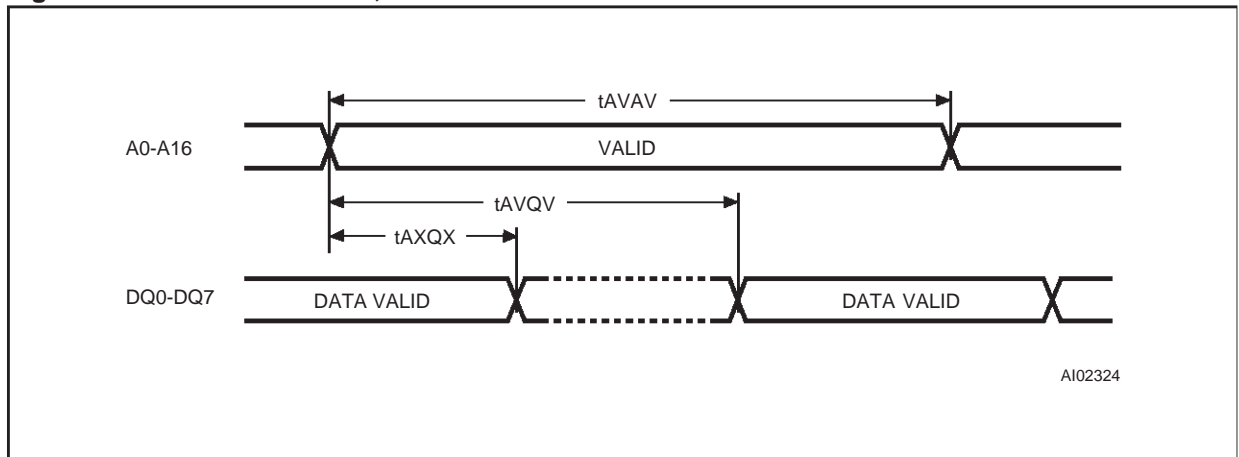 tAVAV
A0-A16
VALID
tAVQV
tAXQX
DQ0-DQ7
DATA VALID
DATA VALID
AI02324